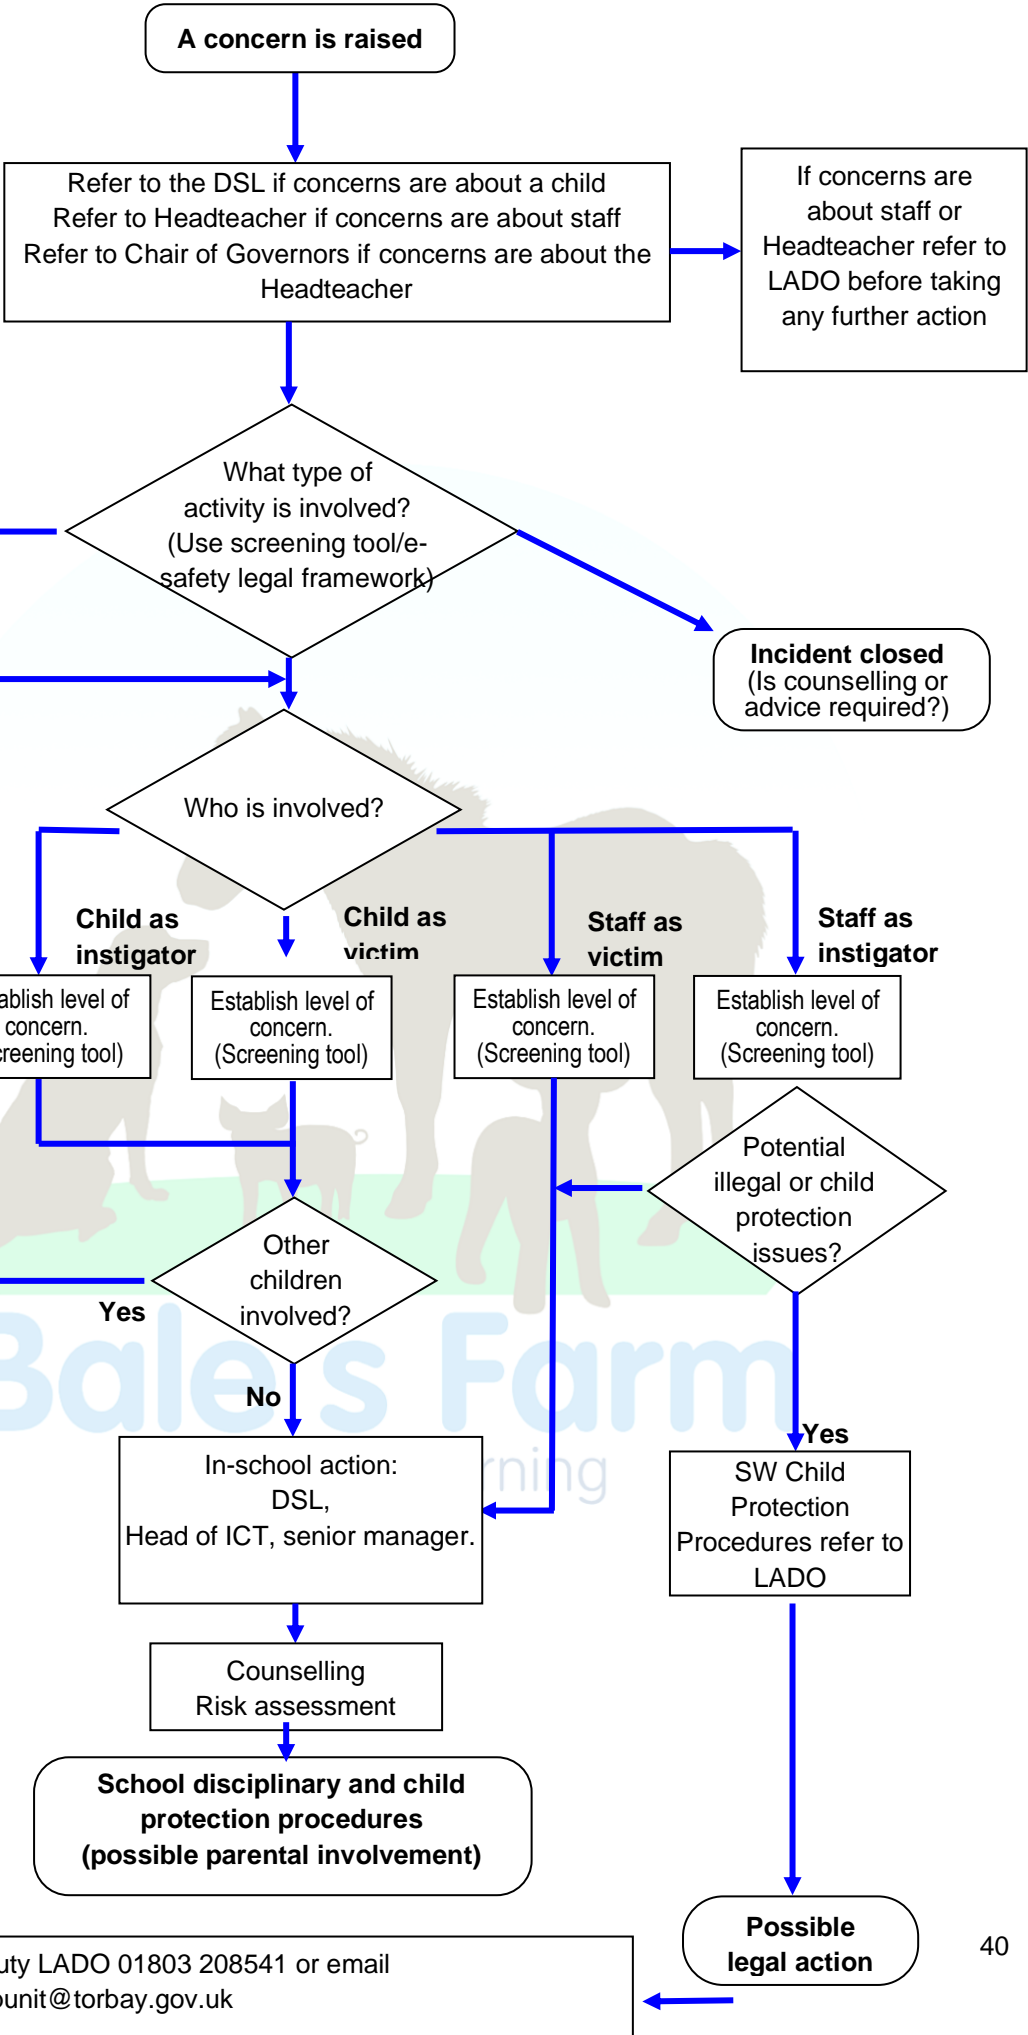 A concern is raised
Refer to the DSL if concerns are about a child
Refer to Headteacher if concerns are about staff
Refer to Chair of Governors if concerns are about the
Headteacher
If concerns are
about staff or
Headteacher refer to
LADO before taking
any further action
What type of
activity is involved?
(Use screening tool/e-
safety legal framework)
Incident closed
(Is counselling or
advice required?)
Who is involved?
Child as
instigator
Child as
victim
Staff as
victim
Staff as
instigator
ablish level of
concern.
creening tool)
Establish level of
concern.
(Screening tool)
Establish level of
concern.
(Screening tool)
Establish level of
concern.
(Screening tool)
Potential
illegal or child
protection
issues?
Other
children
involved?
Yes
No
Bale's Farm
rning
Yes
In-school action:
DSL,
Head of ICT, senior manager.
SW Child
Protection
Procedures refer to
LADO
Counselling
Risk assessment
School disciplinary and child
protection procedures
(possible parental involvement)
Possible
legal action
40
uty LADO 01803 208541 or email
ounit@torbay.gov.uk